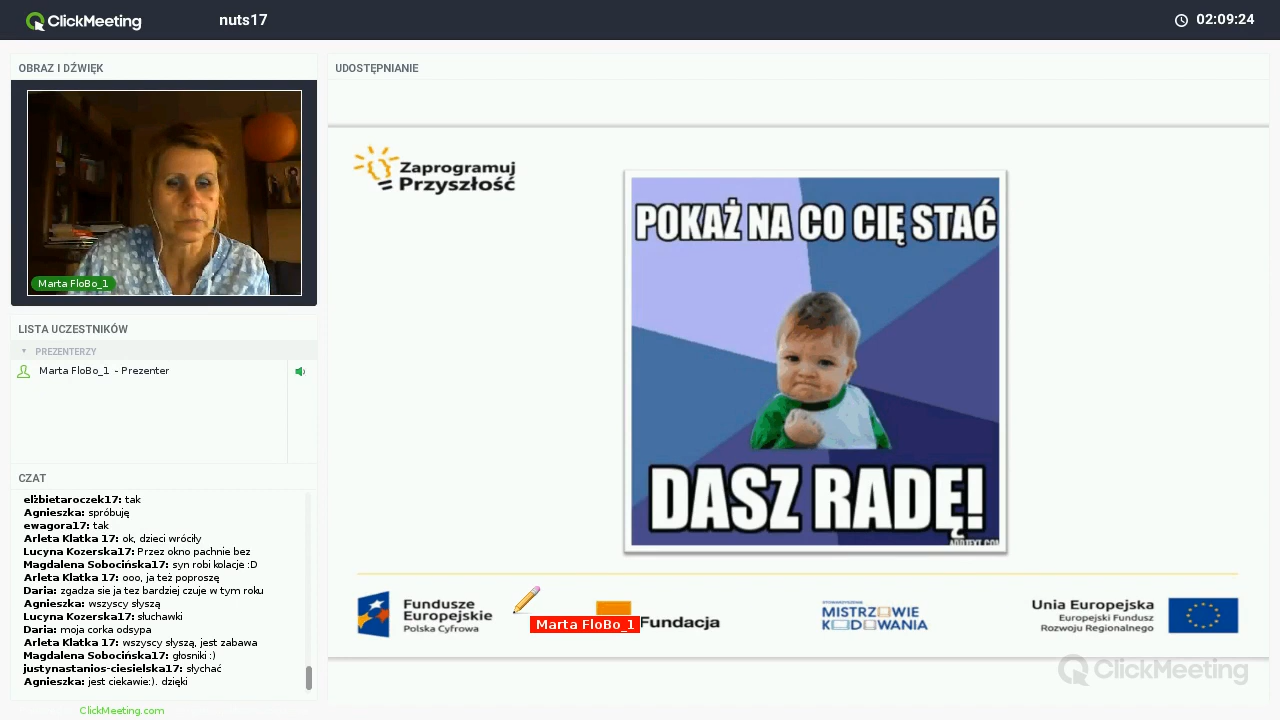 ClickMeeting
nuts17
02:09:24
OBRAZ I DŹWIĘK
Marta FloBo_1
LISTA UCZESTNIKÓW
PREZENTERZY
Marta FloBo_1 - Prezenter
CZAT
elżbietaroczek17: tak
Agnieszka: spróbuję
ewagora17: tak
Arleta Klatka 17: ok, dzieci wróciły
Lucyna Kozerska17: Przez okno pachnie bez
Magdalena Sobocińska17: syn robi kolacje :D
Arleta Klatka 17: ooo, ja też poproszę
Daria: zgadza sie ja tez bardziej czuje w tym roku
Agnieszka: wszyscy słyszą
Lucyna Kozerska17: słuchawki
Daria: moja corka odsypa
Arleta Klatka 17: wszyscy słyszą, jest zabawa
Magdalena Sobocińska17: głosniki :)
justynastanios-ciesielska17: słychać
Agnieszka: jest ciekawie:). dzięki
ClickMeeting.com
UDOSTĘPNIANIE
Zaprogramuj
Przyszłość
POKAŻ NA CO CIĘ STAĆ
DASZ RADĘ!
Fundusze
Europejskie
Polska Cyfrowa
Marta FloBo_1
Fundacja
MISTRZOWIE
KODOWANIA
Unia Europejska
Europejski Fundusz
Rozwoju Regionalnego
ClickMeeting